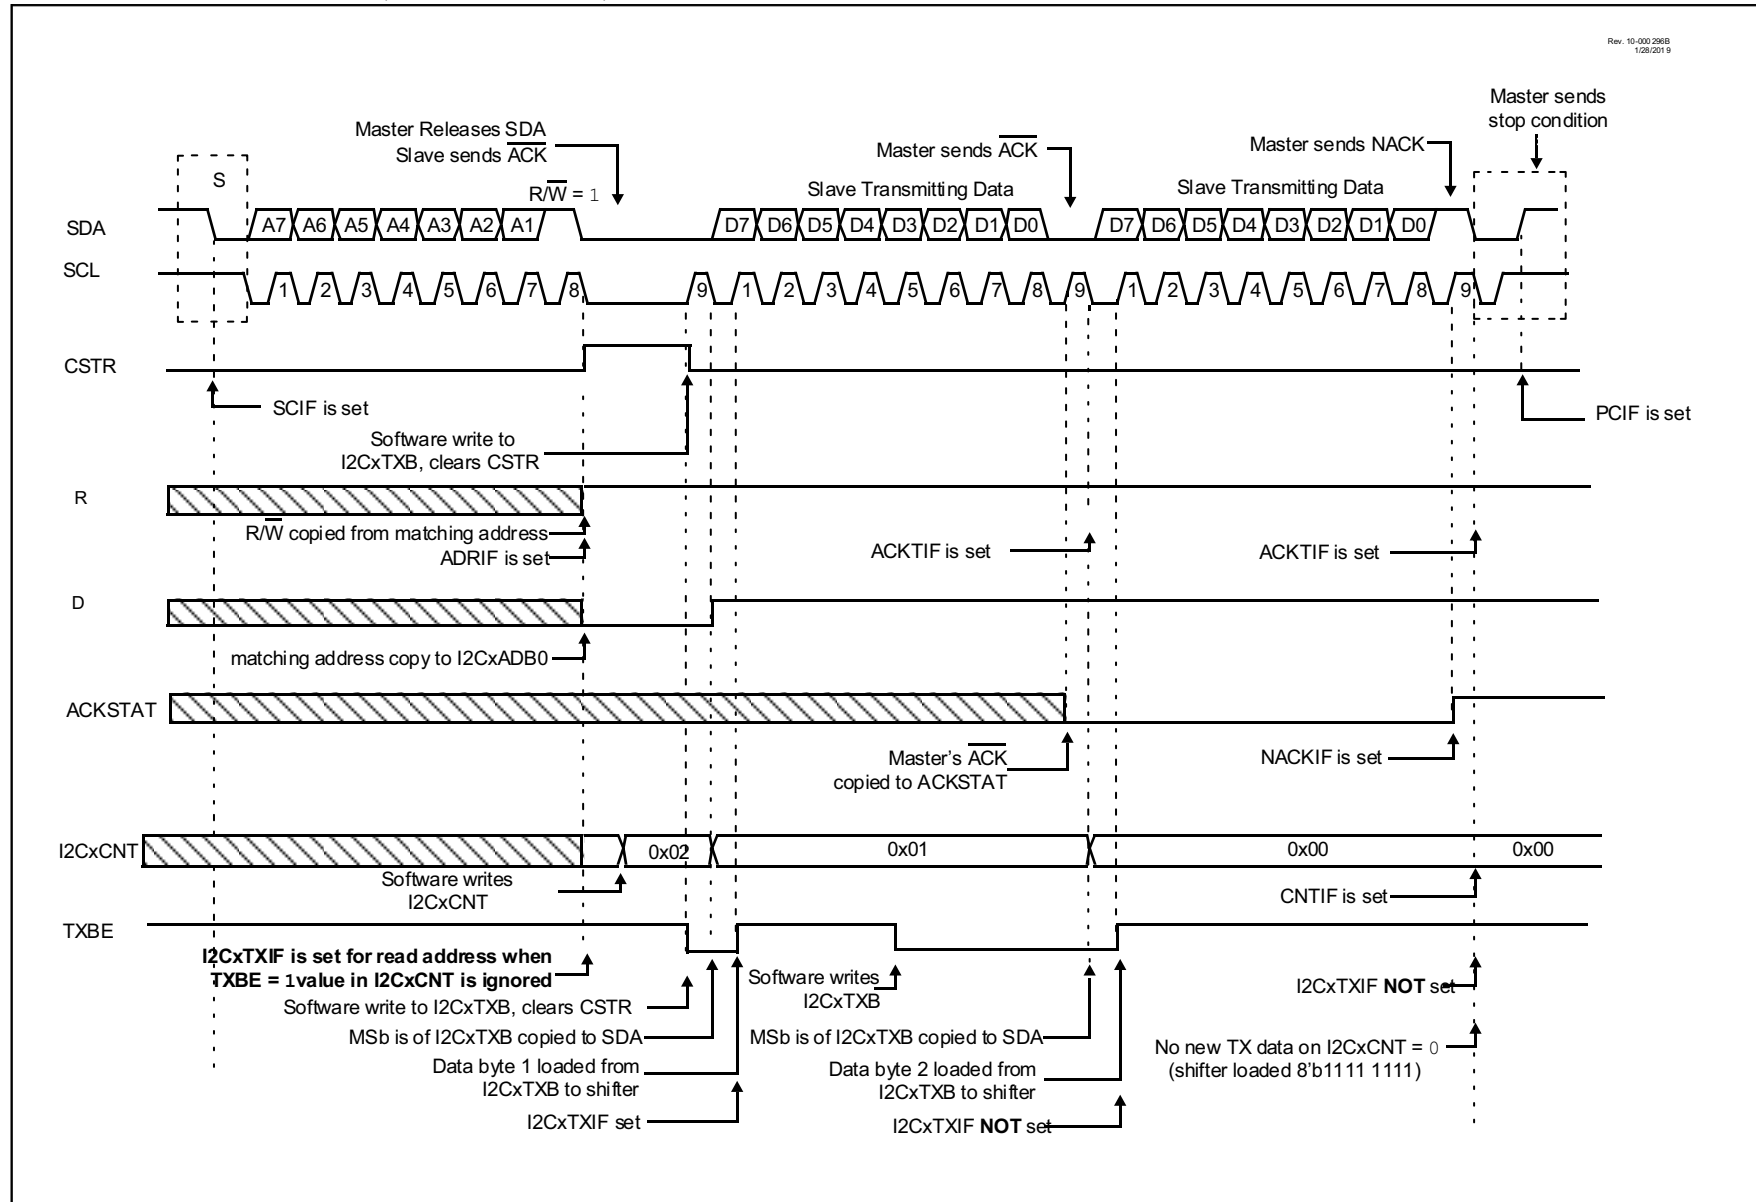 Rev. 10-000 296B
1/28/201 9
Master sends
stop condition
Master Releases SDA
Slave sends ACK
Master sends ACK
Master sends NACK
S
R/W = 1
Slave Transmitting Data
Slave Transmitting Data
SDA
A7 A6 A5 A4 A3 A2 A1
D7 D6 D5 D4 D3 D2 D1 D0
D7 D6 D5 D4 D3 D2 D1 D0
SCL
1 2 3 4 5 6 7 8 9 1 2 3 4 5 6 7 8 9 1 2 3 4 5 6 7 8 9
CSTR
SCIF is set
PCIF is set
Software write to
I2CxTXB, clears CSTR
R
R/W copied from matching address
ADRIF is set
ACKTIF is set
ACKTIF is set
D
matching address copy to I2CxADB0
ACKSTAT
Master's ACK
copied to ACKSTAT
NACKIF is set
I2CxCNT
0x02
0x01
0x00
0x00
Software writes
I2CxCNT
CNTIF is set
TXBE
I2CxTXIF is set for read address when
TXBE = 1value in I2CxCNT is ignored
Software write to I2CxTXB, clears CSTR
MSb is of I2CxTXB copied to SDA
Data byte 1 loaded from
I2CxTXB to shifter
I2CxTXIF set
Software writes
I2CxTXB
MSb is of I2CxTXB copied to SDA
Data byte 2 loaded from
I2CxTXB to shifter
I2CxTXIF NOT set
I2CxTXIF NOT set
No new TX data on I2CxCNT = 0
(shifter loaded 8'b1111 1111)